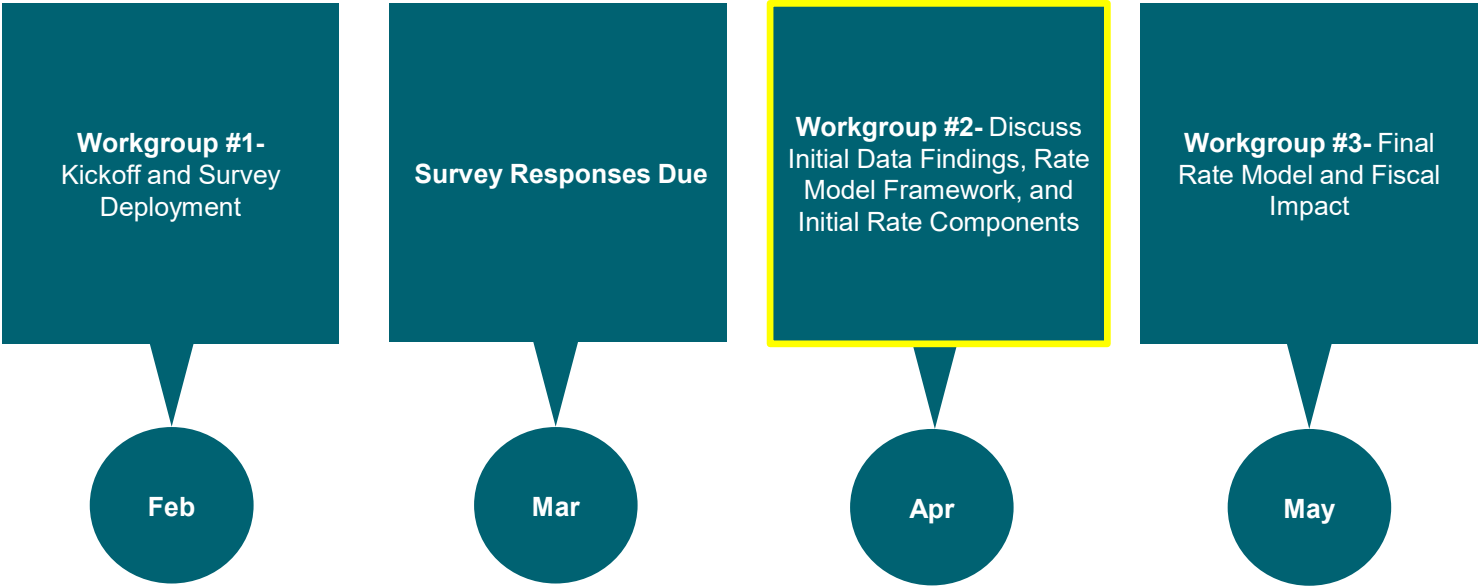 Workgroup #1-
Kickoff and Survey
Deployment
Survey Responses Due
Workgroup #2- Discuss
Initial Data Findings, Rate
Model Framework, and
Initial Rate Components
Workgroup #3- Final
Rate Model and Fiscal
Impact
Feb
Mar
Apr
May